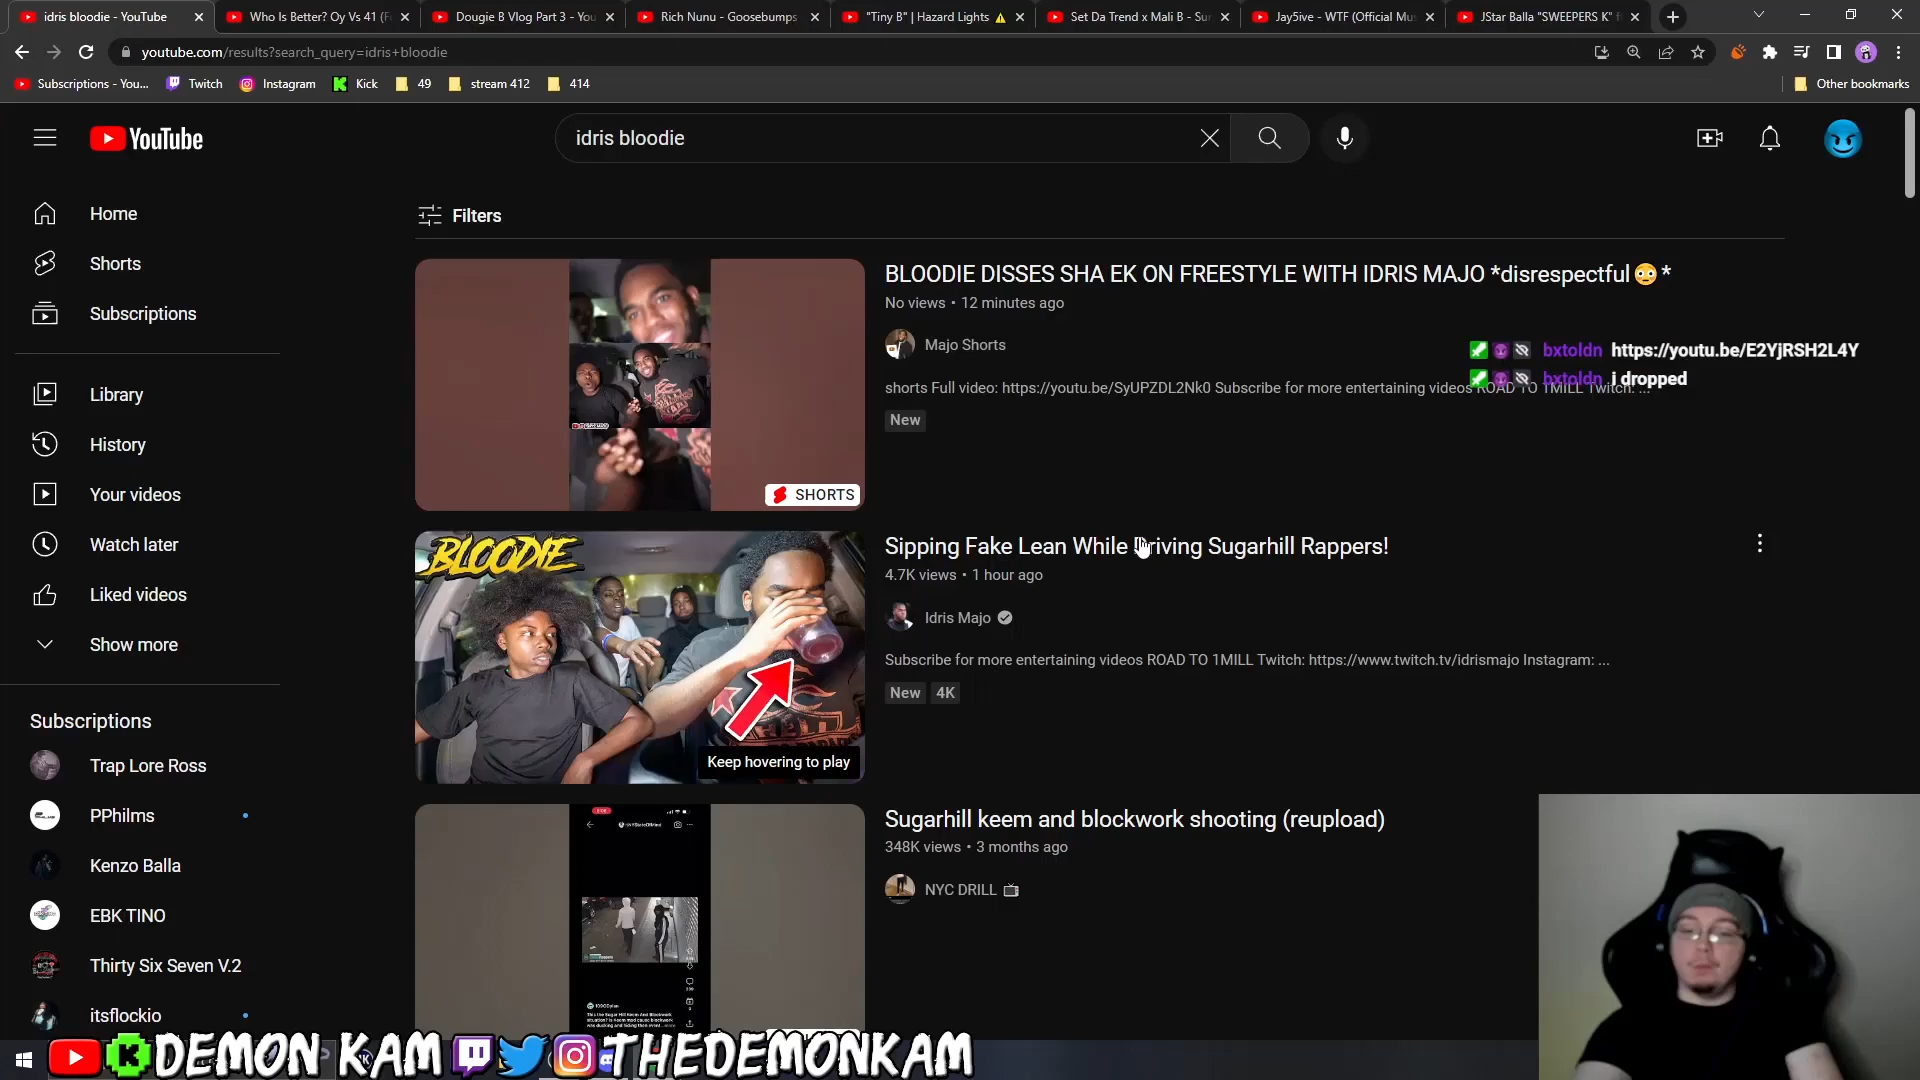 idris bloodie - YouTube
Who Is Better? Oy Vs 41 (F
Dougie B Vlog Part 3 - You
Rich Nunu - Goosebumps
"Tiny B" | Hazard Lights ⚠
Set Da Trend x Mali B - Sur
Jay5ive - WTF (Official Mus
JStar Balla "SWEEPERS K" f
youtube.com/results?search_query=idris+bloodie
Subscriptions - You...
Twitch
Instagram
Kick
49
stream 412
414
Other bookmarks
YouTube
idris bloodie
Home
Shorts
Subscriptions
Library
History
Your videos
Watch later
Liked videos
Show more
Subscriptions
Trap Lore Ross
PPhilms
Kenzo Balla
EBK TINO
Thirty Six Seven V.2
itsflockio
Filters
BLOODIE DISSES SHA EK ON FREESTYLE WITH IDRIS MAJO *disrespectful😳*
No views • 12 minutes ago
Majo Shorts
shorts Full video: https://youtu.be/SyUPZDL2Nk0 Subscribe for more entertaining videos ROAD TO 1MILL Twitch: ...
New
SHORTS
bxtoldn https://youtu.be/E2YjRSH2L4Y
bxtoldn i dropped
BLOODIE
Keep hovering to play
Sipping Fake Lean While Driving Sugarhill Rappers!
4.7K views • 1 hour ago
Idris Majo
Subscribe for more entertaining videos ROAD TO 1MILL Twitch: https://www.twitch.tv/idrismajo Instagram: ...
New 4K
Sugarhill keem and blockwork shooting (reupload)
348K views • 3 months ago
NYC DRILL
DEMON KAM
THEDEMONKAM